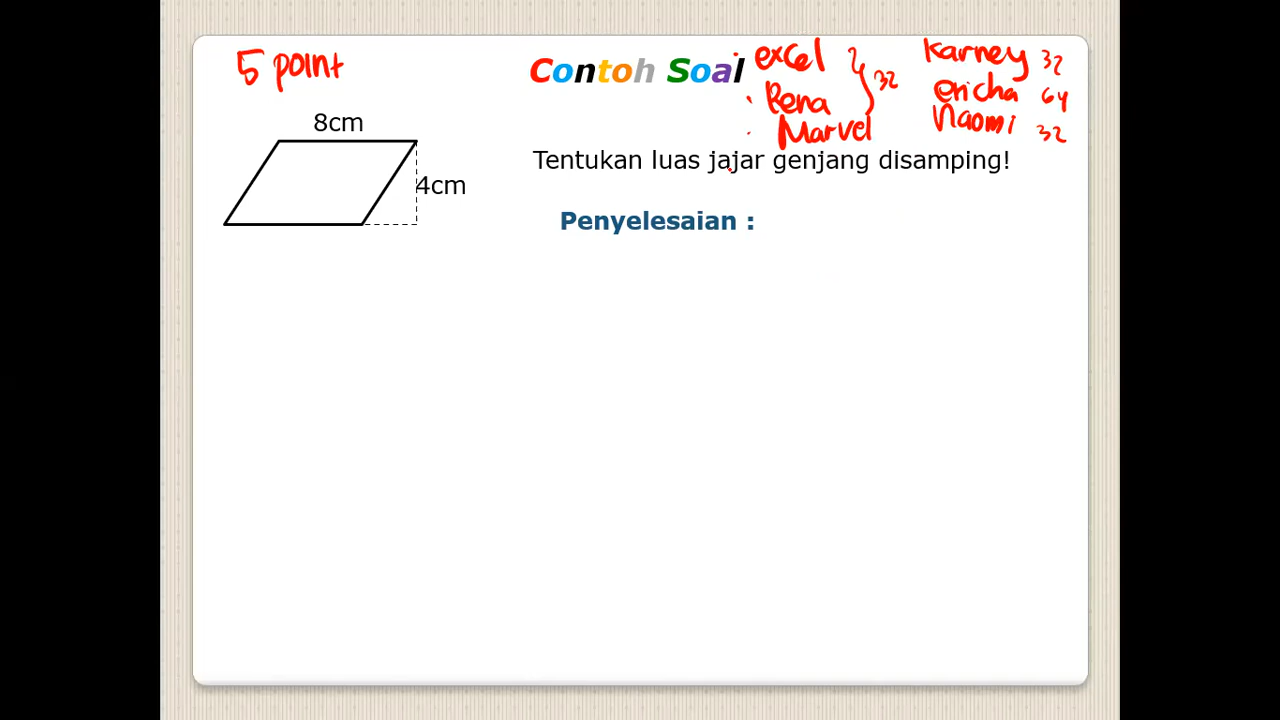 5 point
Contoh Soal
excel
Rena
Marvel
32
Karney 32
ericha 64
Naomi 32
8cm
4cm
Tentukan luas jajar genjang disamping!
Penyelesaian :